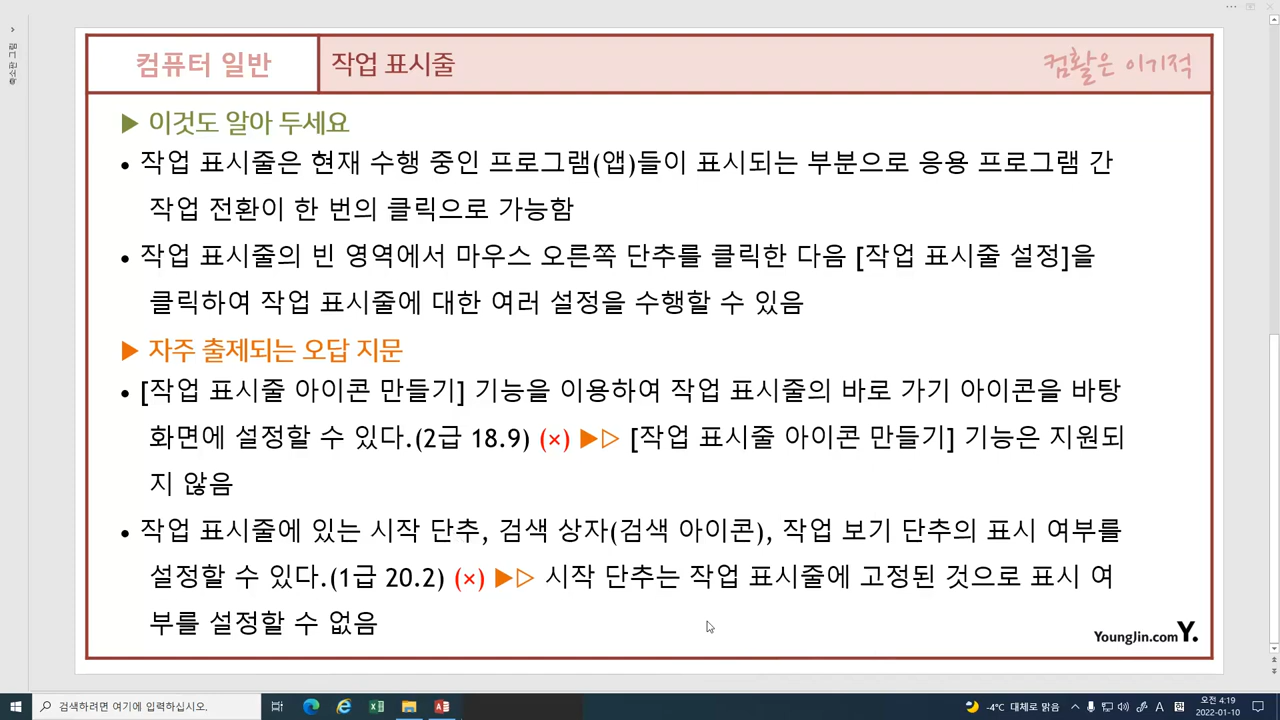 컴퓨터 일반
작업 표시줄
컴활은 이기적
▶ 이것도 알아 두세요
• 작업 표시줄은 현재 수행 중인 프로그램(앱)들이 표시되는 부분으로 응용 프로그램 간
작업 전환이 한 번의 클릭으로 가능함
• 작업 표시줄의 빈 영역에서 마우스 오른쪽 단추를 클릭한 다음 [작업 표시줄 설정]을
클릭하여 작업 표시줄에 대한 여러 설정을 수행할 수 있음
▶ 자주 출제되는 오답 지문
• [작업 표시줄 아이콘 만들기] 기능을 이용하여 작업 표시줄의 바로 가기 아이콘을 바탕
화면에 설정할 수 있다.(2급 18.9) (×) ▶▷ [작업 표시줄 아이콘 만들기] 기능은 지원되
지 않음
• 작업 표시줄에 있는 시작 단추, 검색 상자(검색 아이콘), 작업 보기 단추의 표시 여부를
설정할 수 있다.(1급 20.2) (×) ▶▷ 시작 단추는 작업 표시줄에 고정된 것으로 표시 여
부를 설정할 수 없음
YoungJin.com Y.
축소판 그림
검색하려면 여기에 입력하십시오.
-4°C 대체로 맑음
A
오전 4:19
2022-01-10